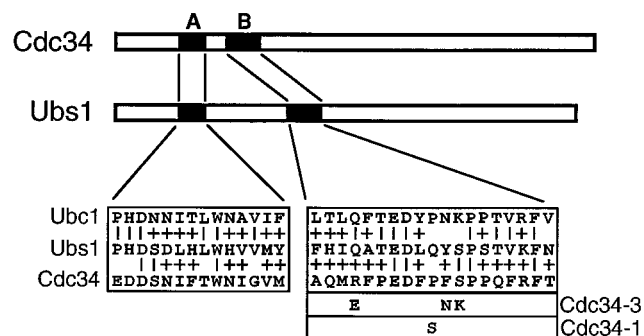 A B
Cdc34
Ubs1
Ubc1 PHDNNITLWNAVIF LTLQFTEDYPNKPPTVRFV
Ubs1 PHDSDLHLWHVVMY FHIQATEDLQYSPSTVKFN
Cdc34 EDDSNIFTWNIGVM AQMRFPEDFPFSPPQFRFT
E NK Cdc34-3
S Cdc34-1